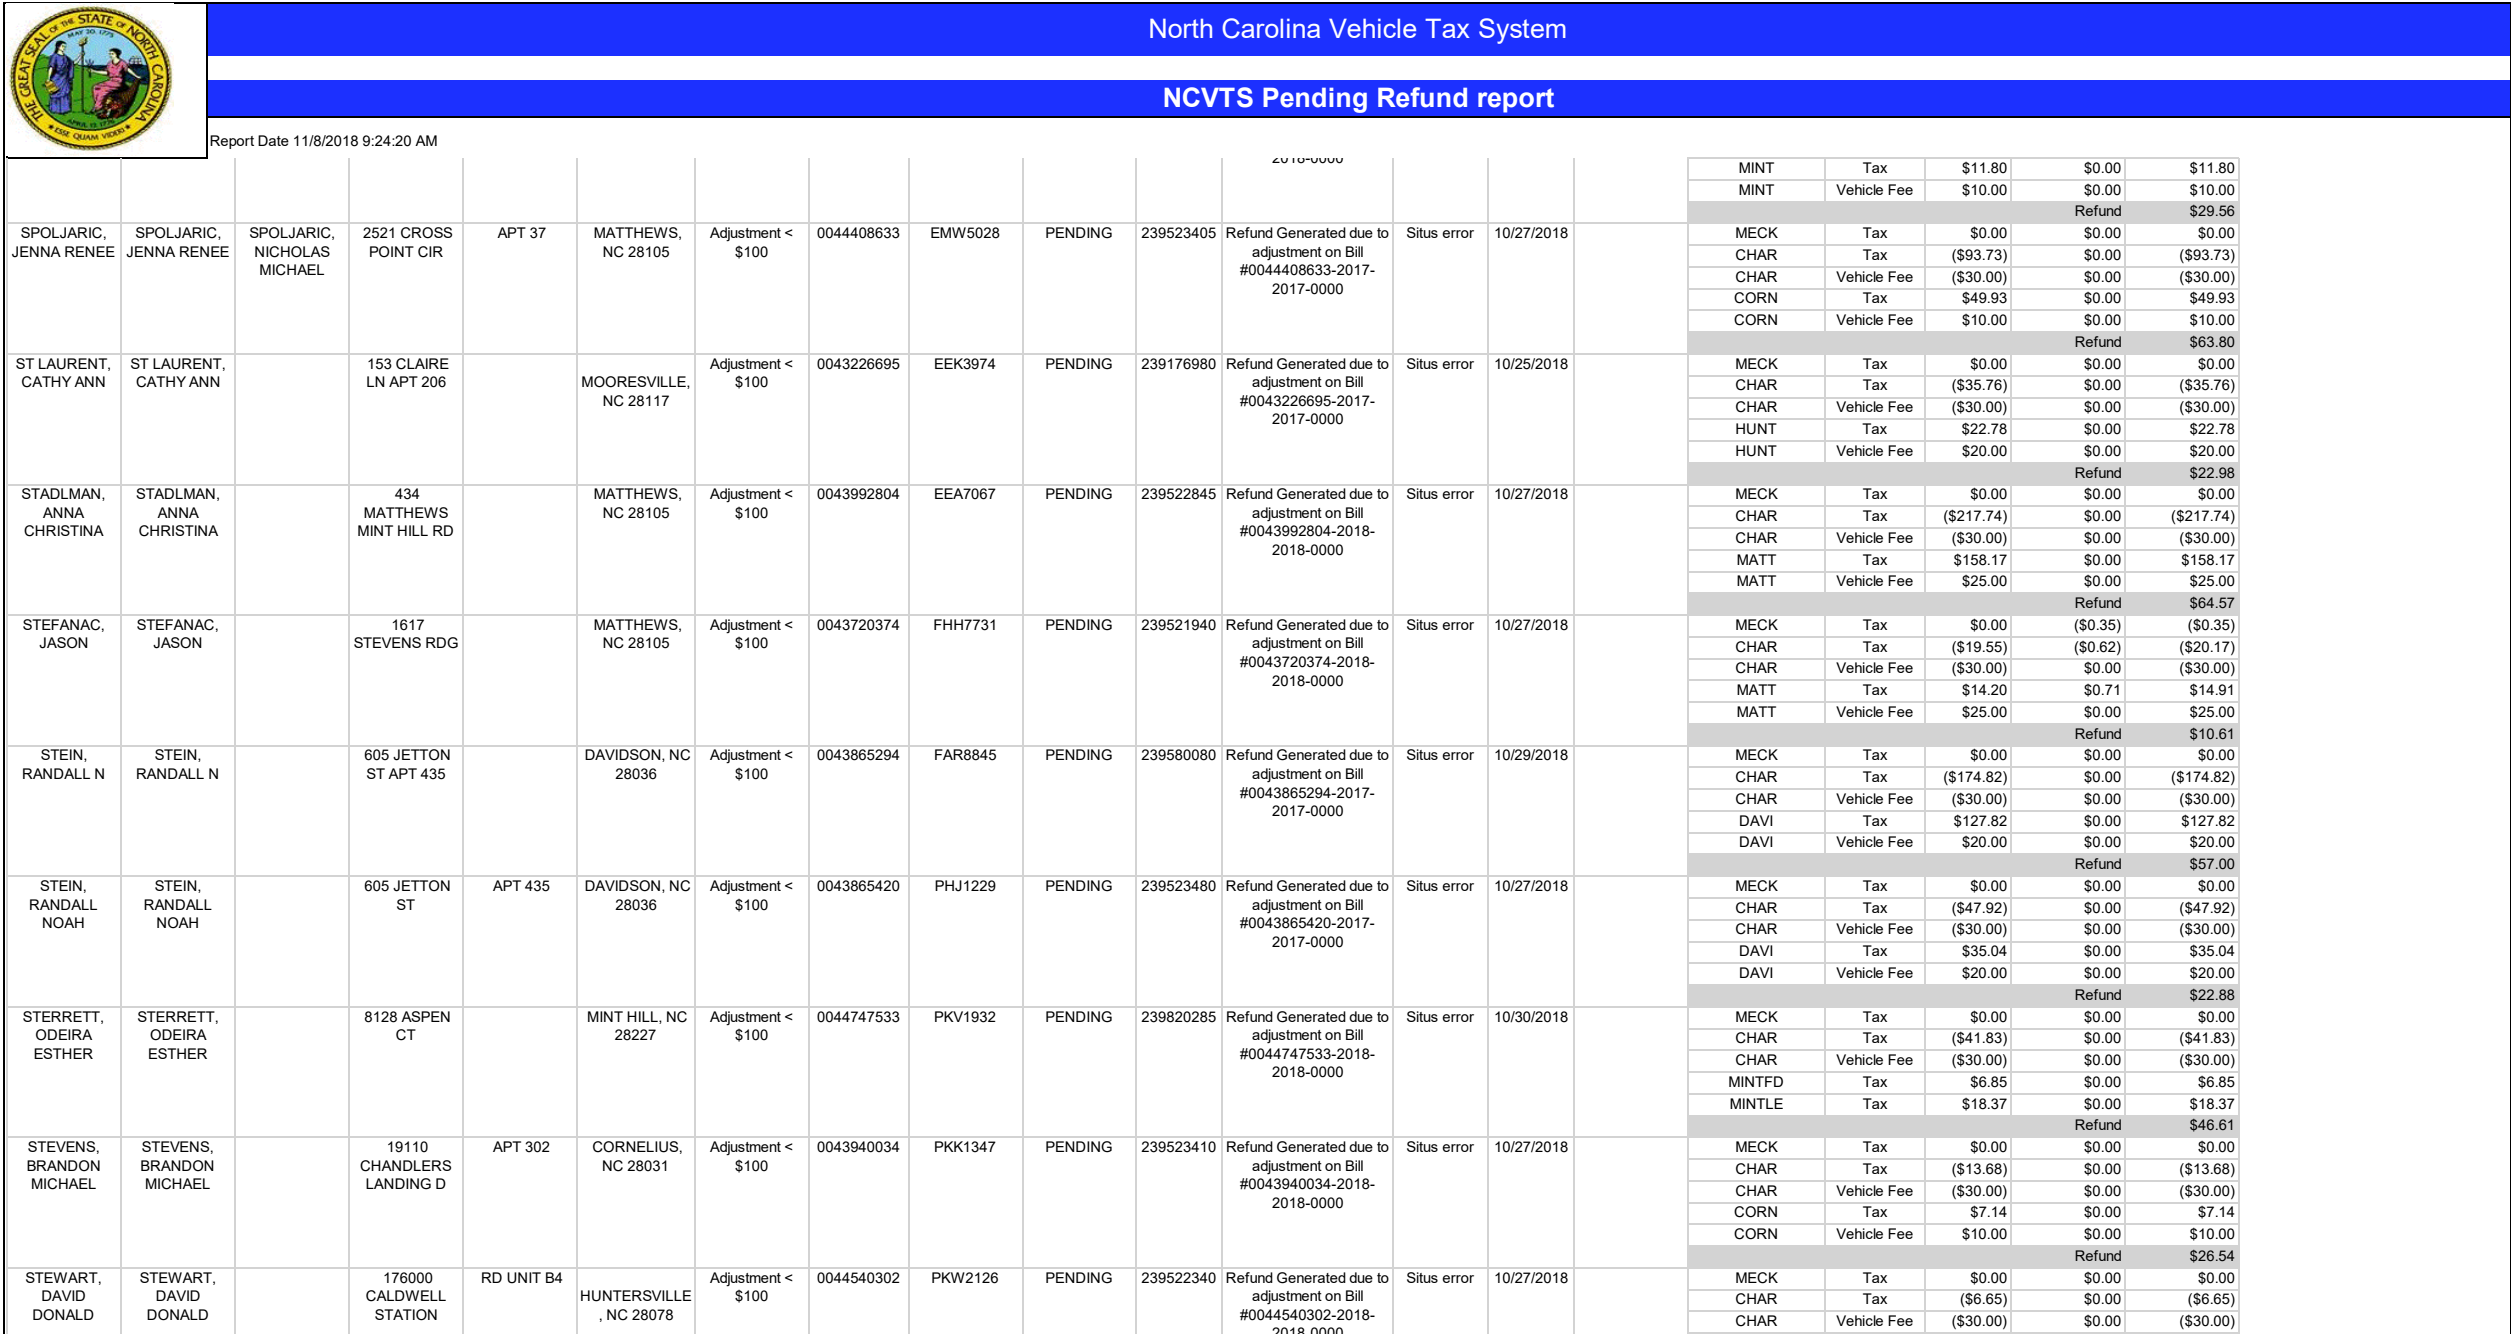 North Carolina Vehicle Tax System
NCVTS Pending Refund report
Report Date 11/8/2018 9:24:20 AM
2018-0000
MINT Tax $11.80 $0.00 $11.80
MINT Vehicle Fee $10.00 $0.00 $10.00
Refund $29.56
SPOLJARIC, SPOLJARIC, SPOLJARIC, 2521 CROSS APT 37 MATTHEWS, Adjustment < 0044408633 EMW5028 PENDING 239523405 Refund Generated due to Situs error 10/27/2018 MECK Tax $0.00 $0.00 $0.00
JENNA RENEE JENNA RENEE NICHOLAS POINT CIR NC 28105 $100 adjustment on Bill CHAR Tax ($93.73) $0.00 ($93.73)
MICHAEL #0044408633-2017- CHAR Vehicle Fee ($30.00) $0.00 ($30.00)
2017-0000 CORN Tax $49.93 $0.00 $49.93
CORN Vehicle Fee $10.00 $0.00 $10.00
Refund $63.80
ST LAURENT, ST LAURENT, 153 CLAIRE Adjustment < 0043226695 EEK3974 PENDING 239176980 Refund Generated due to Situs error 10/25/2018 MECK Tax $0.00 $0.00 $0.00
CATHY ANN CATHY ANN LN APT 206 MOORESVILLE, $100 adjustment on Bill CHAR Tax ($35.76) $0.00 ($35.76)
NC 28117 #0043226695-2017- CHAR Vehicle Fee ($30.00) $0.00 ($30.00)
2017-0000 HUNT Tax $22.78 $0.00 $22.78
HUNT Vehicle Fee $20.00 $0.00 $20.00
Refund $22.98
STADLMAN, STADLMAN, 434 MATTHEWS, Adjustment < 0043992804 EEA7067 PENDING 239522845 Refund Generated due to Situs error 10/27/2018 MECK Tax $0.00 $0.00 $0.00
ANNA ANNA MATTHEWS NC 28105 $100 adjustment on Bill CHAR Tax ($217.74) $0.00 ($217.74)
CHRISTINA CHRISTINA MINT HILL RD #0043992804-2018- CHAR Vehicle Fee ($30.00) $0.00 ($30.00)
2018-0000 MATT Tax $158.17 $0.00 $158.17
MATT Vehicle Fee $25.00 $0.00 $25.00
Refund $64.57
STEFANAC, STEFANAC, 1617 MATTHEWS, Adjustment < 0043720374 FHH7731 PENDING 239521940 Refund Generated due to Situs error 10/27/2018 MECK Tax $0.00 ($0.35) ($0.35)
JASON JASON STEVENS RDG NC 28105 $100 adjustment on Bill CHAR Tax ($19.55) ($0.62) ($20.17)
#0043720374-2018- CHAR Vehicle Fee ($30.00) $0.00 ($30.00)
2018-0000 MATT Tax $14.20 $0.71 $14.91
MATT Vehicle Fee $25.00 $0.00 $25.00
Refund $10.61
STEIN, STEIN, 605 JETTON DAVIDSON, NC Adjustment < 0043865294 FAR8845 PENDING 239580080 Refund Generated due to Situs error 10/29/2018 MECK Tax $0.00 $0.00 $0.00
RANDALL N RANDALL N ST APT 435 28036 $100 adjustment on Bill CHAR Tax ($174.82) $0.00 ($174.82)
#0043865294-2017- CHAR Vehicle Fee ($30.00) $0.00 ($30.00)
2017-0000 DAVI Tax $127.82 $0.00 $127.82
DAVI Vehicle Fee $20.00 $0.00 $20.00
Refund $57.00
STEIN, STEIN, 605 JETTON APT 435 DAVIDSON, NC Adjustment < 0043865420 PHJ1229 PENDING 239523480 Refund Generated due to Situs error 10/27/2018 MECK Tax $0.00 $0.00 $0.00
RANDALL RANDALL ST 28036 $100 adjustment on Bill CHAR Tax ($47.92) $0.00 ($47.92)
NOAH NOAH #0043865420-2017- CHAR Vehicle Fee ($30.00) $0.00 ($30.00)
2017-0000 DAVI Tax $35.04 $0.00 $35.04
DAVI Vehicle Fee $20.00 $0.00 $20.00
Refund $22.88
STERRETT, STERRETT, 8128 ASPEN MINT HILL, NC Adjustment < 0044747533 PKV1932 PENDING 239820285 Refund Generated due to Situs error 10/30/2018 MECK Tax $0.00 $0.00 $0.00
ODEIRA ODEIRA CT 28227 $100 adjustment on Bill CHAR Tax ($41.83) $0.00 ($41.83)
ESTHER ESTHER #0044747533-2018- CHAR Vehicle Fee ($30.00) $0.00 ($30.00)
2018-0000 MINTFD Tax $6.85 $0.00 $6.85
MINTLE Tax $18.37 $0.00 $18.37
Refund $46.61
STEVENS, STEVENS, 19110 APT 302 CORNELIUS, Adjustment < 0043940034 PKK1347 PENDING 239523410 Refund Generated due to Situs error 10/27/2018 MECK Tax $0.00 $0.00 $0.00
BRANDON BRANDON CHANDLERS NC 28031 $100 adjustment on Bill CHAR Tax ($13.68) $0.00 ($13.68)
MICHAEL MICHAEL LANDING D #0043940034-2018- CHAR Vehicle Fee ($30.00) $0.00 ($30.00)
2018-0000 CORN Tax $7.14 $0.00 $7.14
CORN Vehicle Fee $10.00 $0.00 $10.00
Refund $26.54
STEWART, STEWART, 176000 RD UNIT B4 Adjustment < 0044540302 PKW2126 PENDING 239522340 Refund Generated due to Situs error 10/27/2018 MECK Tax $0.00 $0.00 $0.00
DAVID DAVID CALDWELL HUNTERSVILLE $100 adjustment on Bill CHAR Tax ($6.65) $0.00 ($6.65)
DONALD DONALD STATION , NC 28078 #0044540302-2018- CHAR Vehicle Fee ($30.00) $0.00 ($30.00)
2018-0000
THE GREAT SEAL OF THE STATE OF NORTH CAROLINA
MAY 20, 1775
APRIL 12, 1776
ESSE QUAM VIDERI